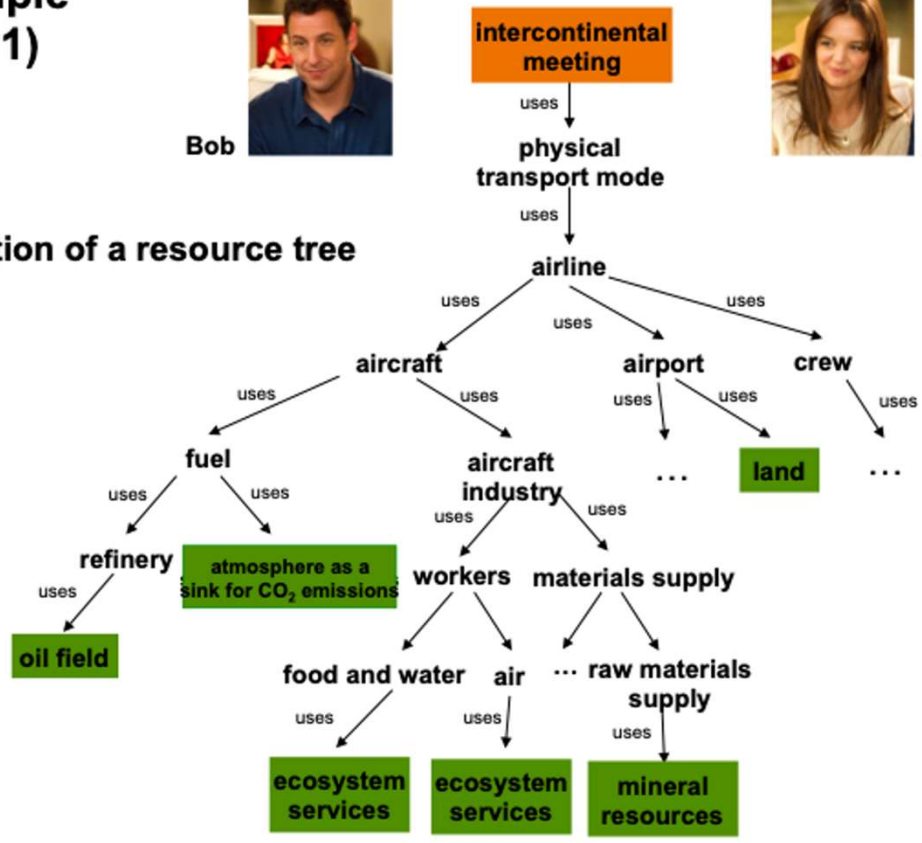 1)
Bob
intercontinental
meeting
uses
physical
transport mode
uses
tion of a resource tree
airline
uses
uses
uses
aircraft
airport
crew
uses
uses
uses
uses
uses
fuel
aircraft
industry
...
land
...
uses
uses
uses
uses
refinery
atmosphere as a
sink for CO₂ emissions
workers
materials supply
uses
oil field
food and water
air
...
raw materials
supply
uses
uses
uses
ecosystem
services
ecosystem
services
mineral
resources